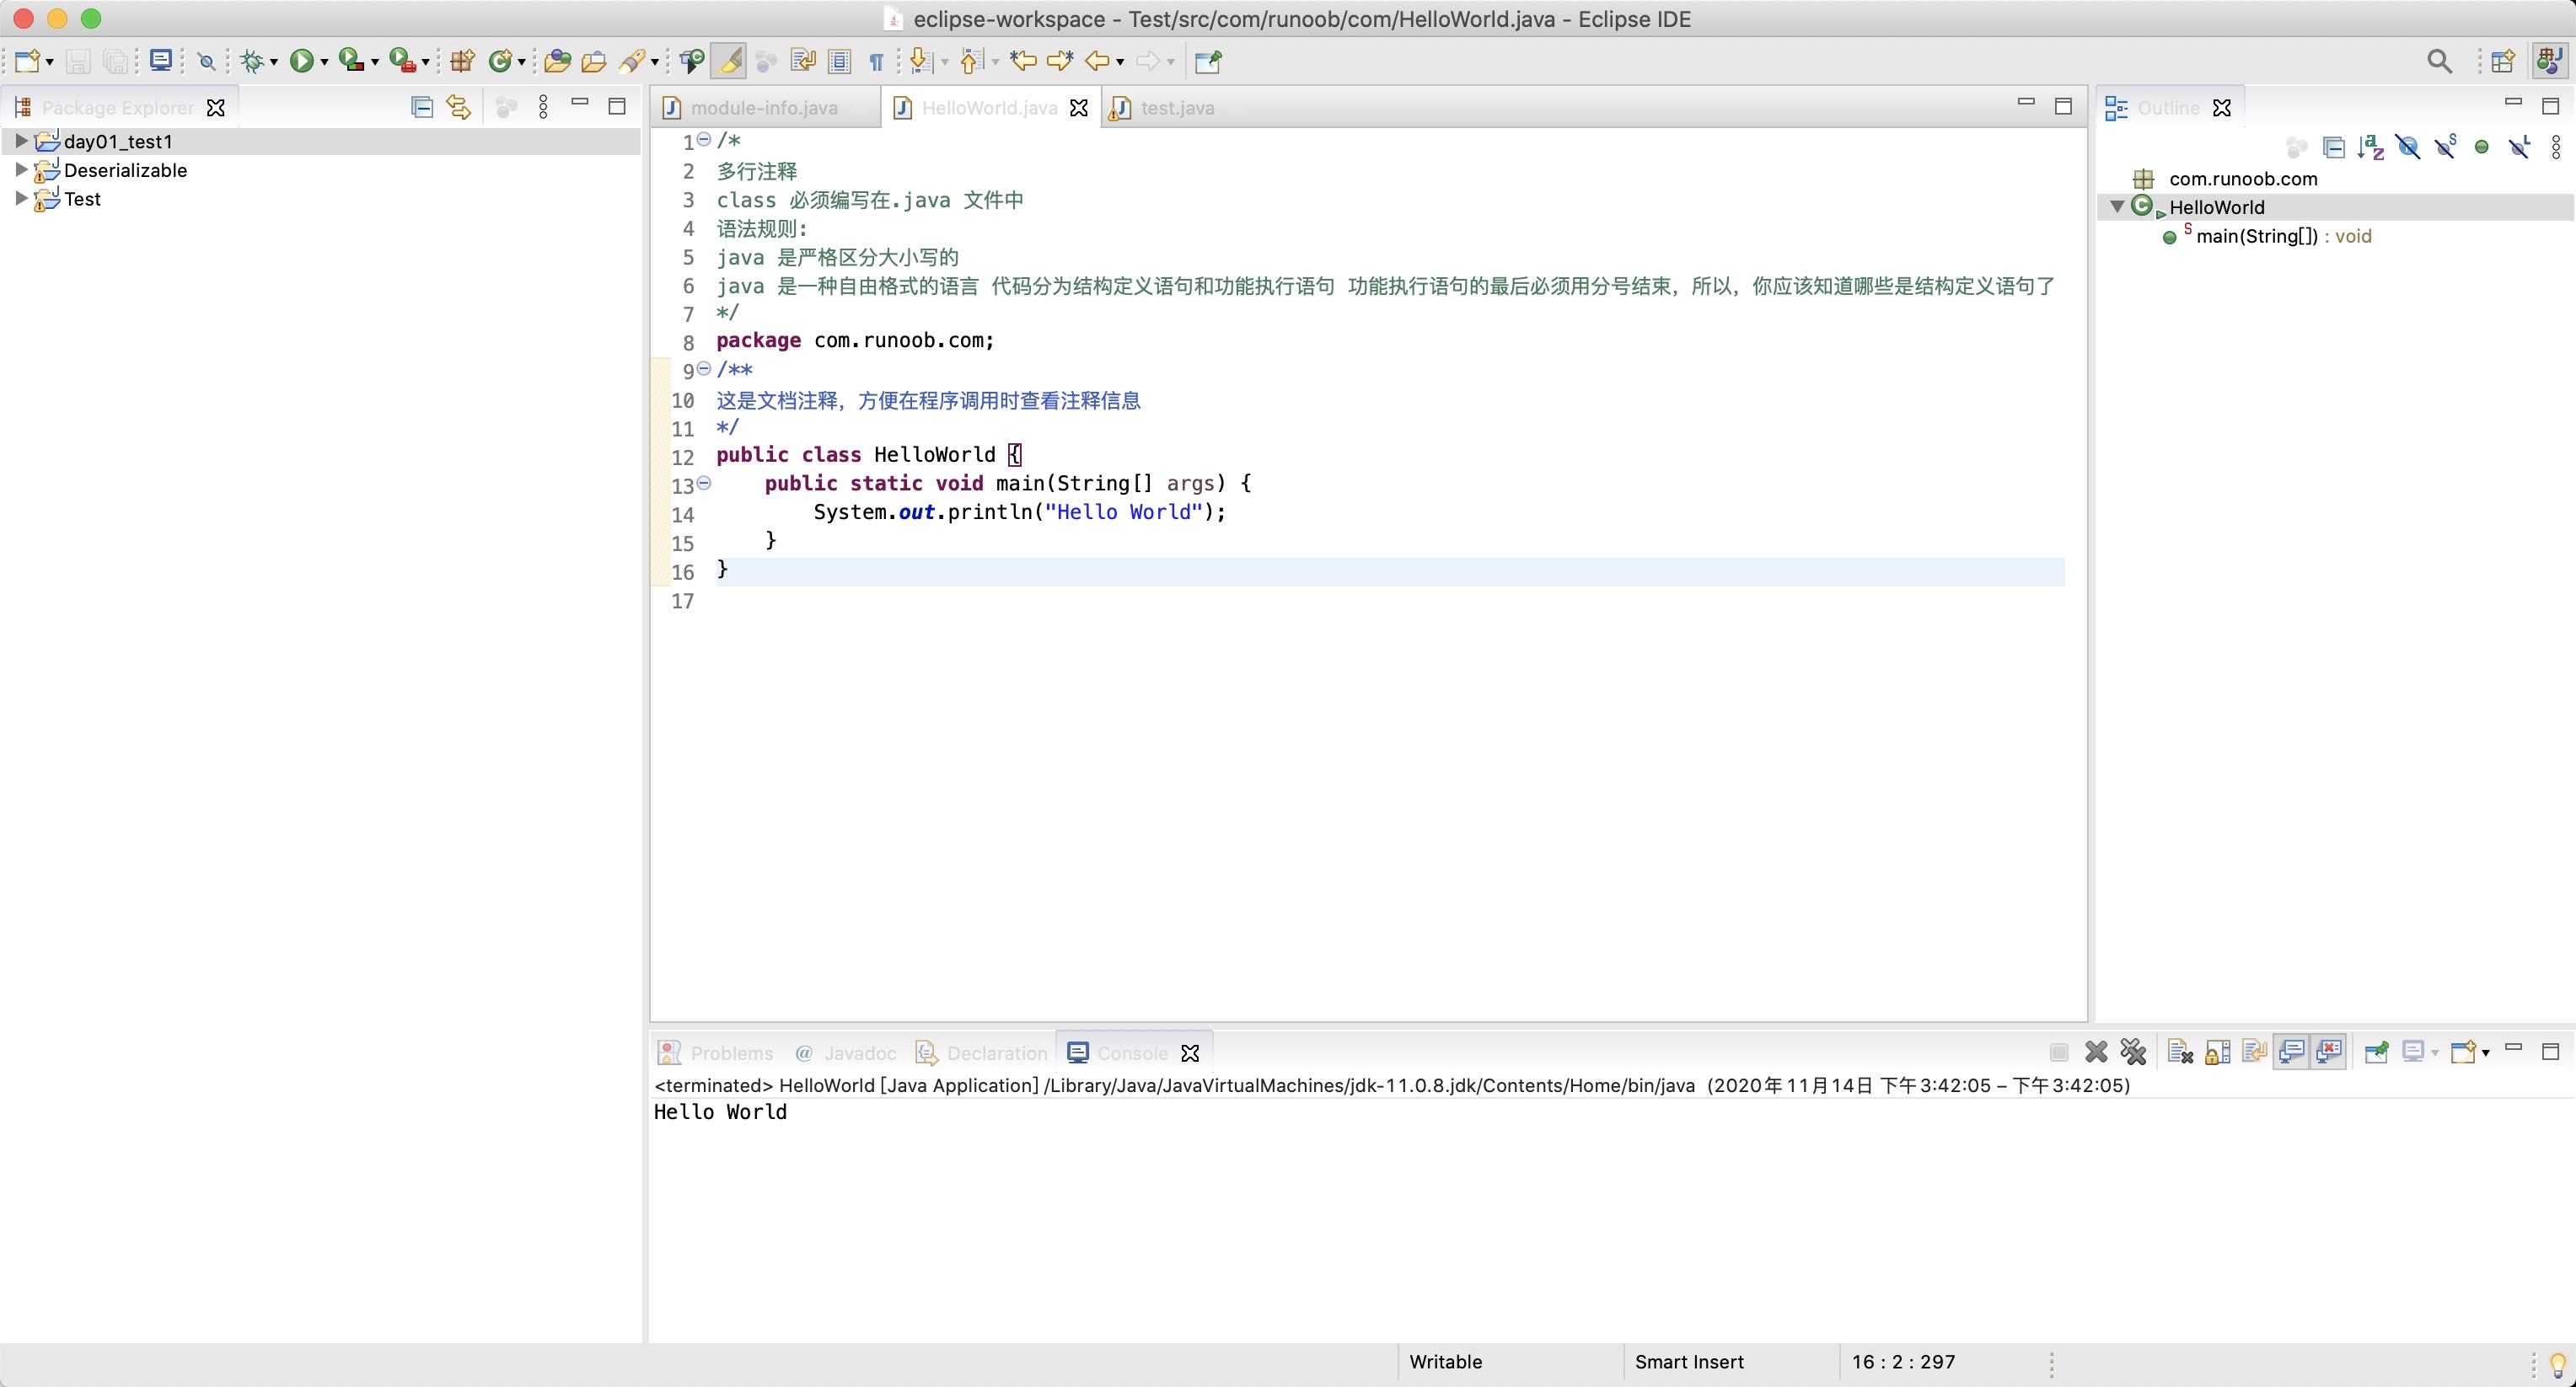 eclipse-workspace - Test/src/com/runoob/com/HelloWorld.java - Eclipse IDE
Package Explorer
day01_test1
Deserializable
Test
module-info.java
HelloWorld.java
test.java
1 /*
2 多行注释
3 class 必须编写在.java 文件中
4 语法规则:
5 java 是严格区分大小写的
6 java 是一种自由格式的语言 代码分为结构定义语句和功能执行语句 功能执行语句的最后必须用分号结束，所以，你应该知道哪些是结构定义语句了
7 */
8 package com.runoob.com;
9 /**
10 这是文档注释，方便在程序调用时查看注释信息
11 */
12 public class HelloWorld {
13 public static void main(String[] args) {
14 System.out.println("Hello World");
15 }
16 }
17
Outline
com.runoob.com
HelloWorld
main(String[]) : void
Problems
@ Javadoc
Declaration
Console
<terminated> HelloWorld [Java Application] /Library/Java/JavaVirtualMachines/jdk-11.0.8.jdk/Contents/Home/bin/java (2020年11月14日 下午3:42:05 – 下午3:42:05)
Hello World
Writable
Smart Insert
16 : 2 : 297